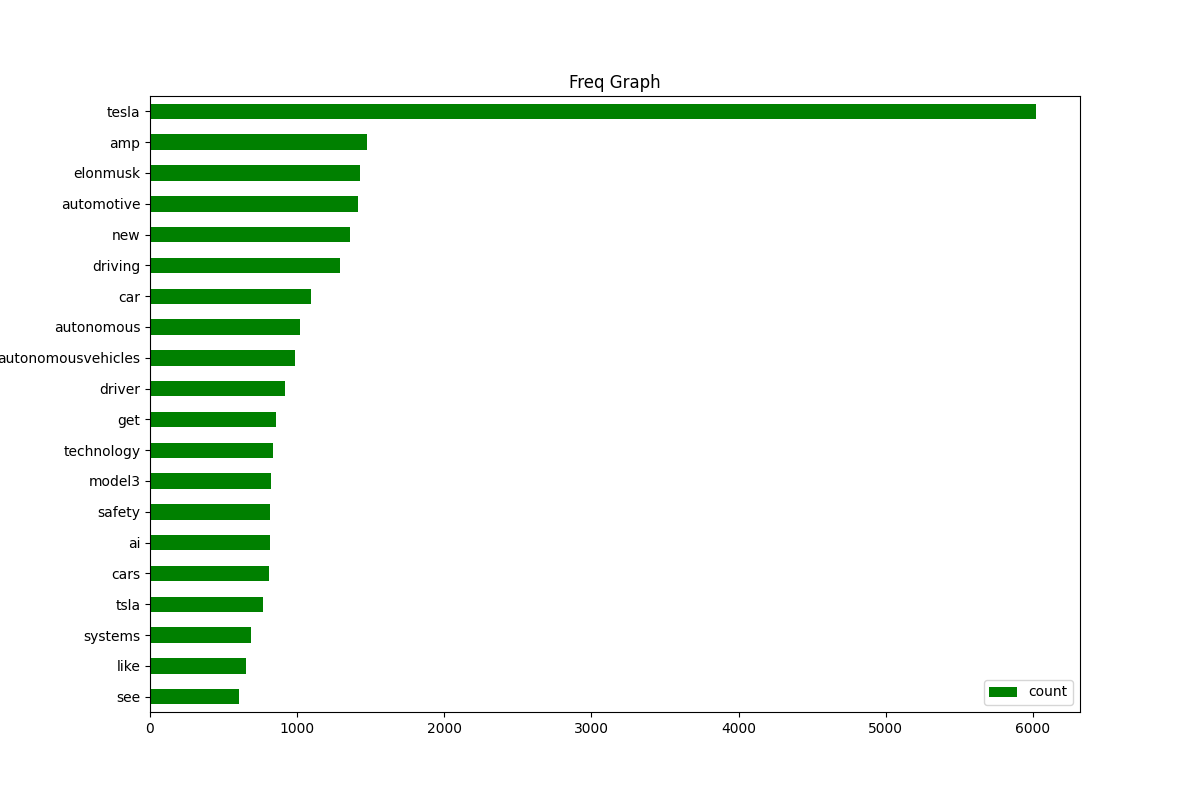 Freq Graph
tesla
amp
elonmusk
automotive
new
driving
car
autonomous
autonomousvehicles
driver
get
technology
model3
safety
ai
cars
tsla
systems
like
see
count
0 1000 2000 3000 4000 5000 6000